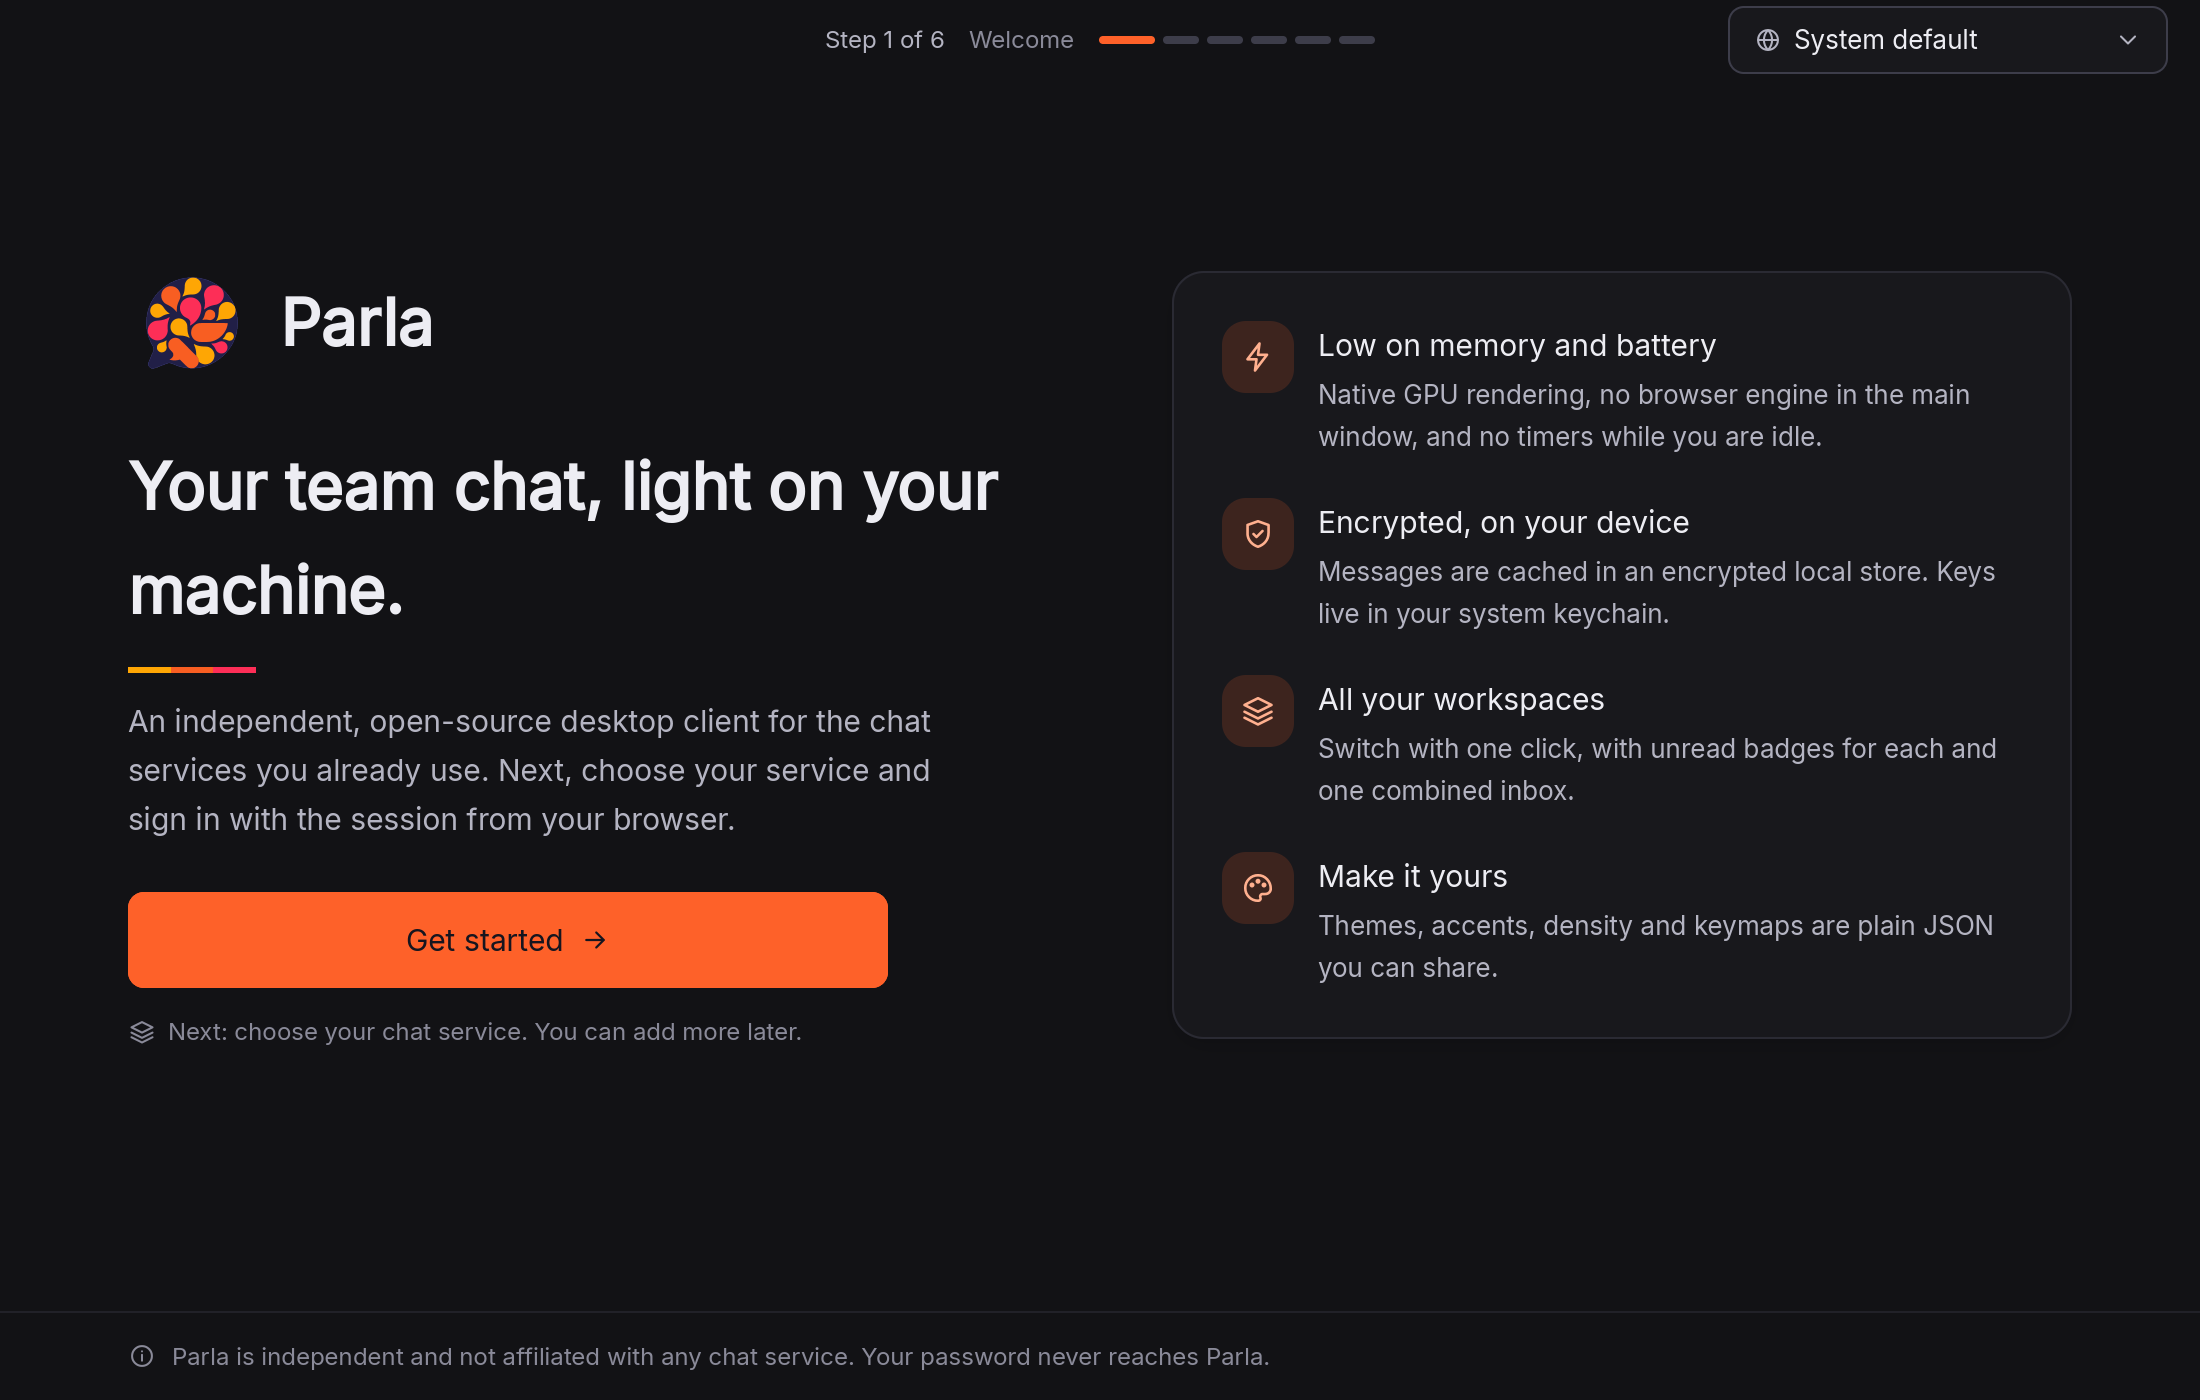 Step 1 of 6 Welcome
System default
Parla
Your team chat, light on your
machine.
An independent, open-source desktop client for the chat
services you already use. Next, choose your service and
sign in with the session from your browser.
Get started
Next: choose your chat service. You can add more later.
Low on memory and battery
Native GPU rendering, no browser engine in the main
window, and no timers while you are idle.
Encrypted, on your device
Messages are cached in an encrypted local store. Keys
live in your system keychain.
All your workspaces
Switch with one click, with unread badges for each and
one combined inbox.
Make it yours
Themes, accents, density and keymaps are plain JSON
you can share.
Parla is independent and not affiliated with any chat service. Your password never reaches Parla.